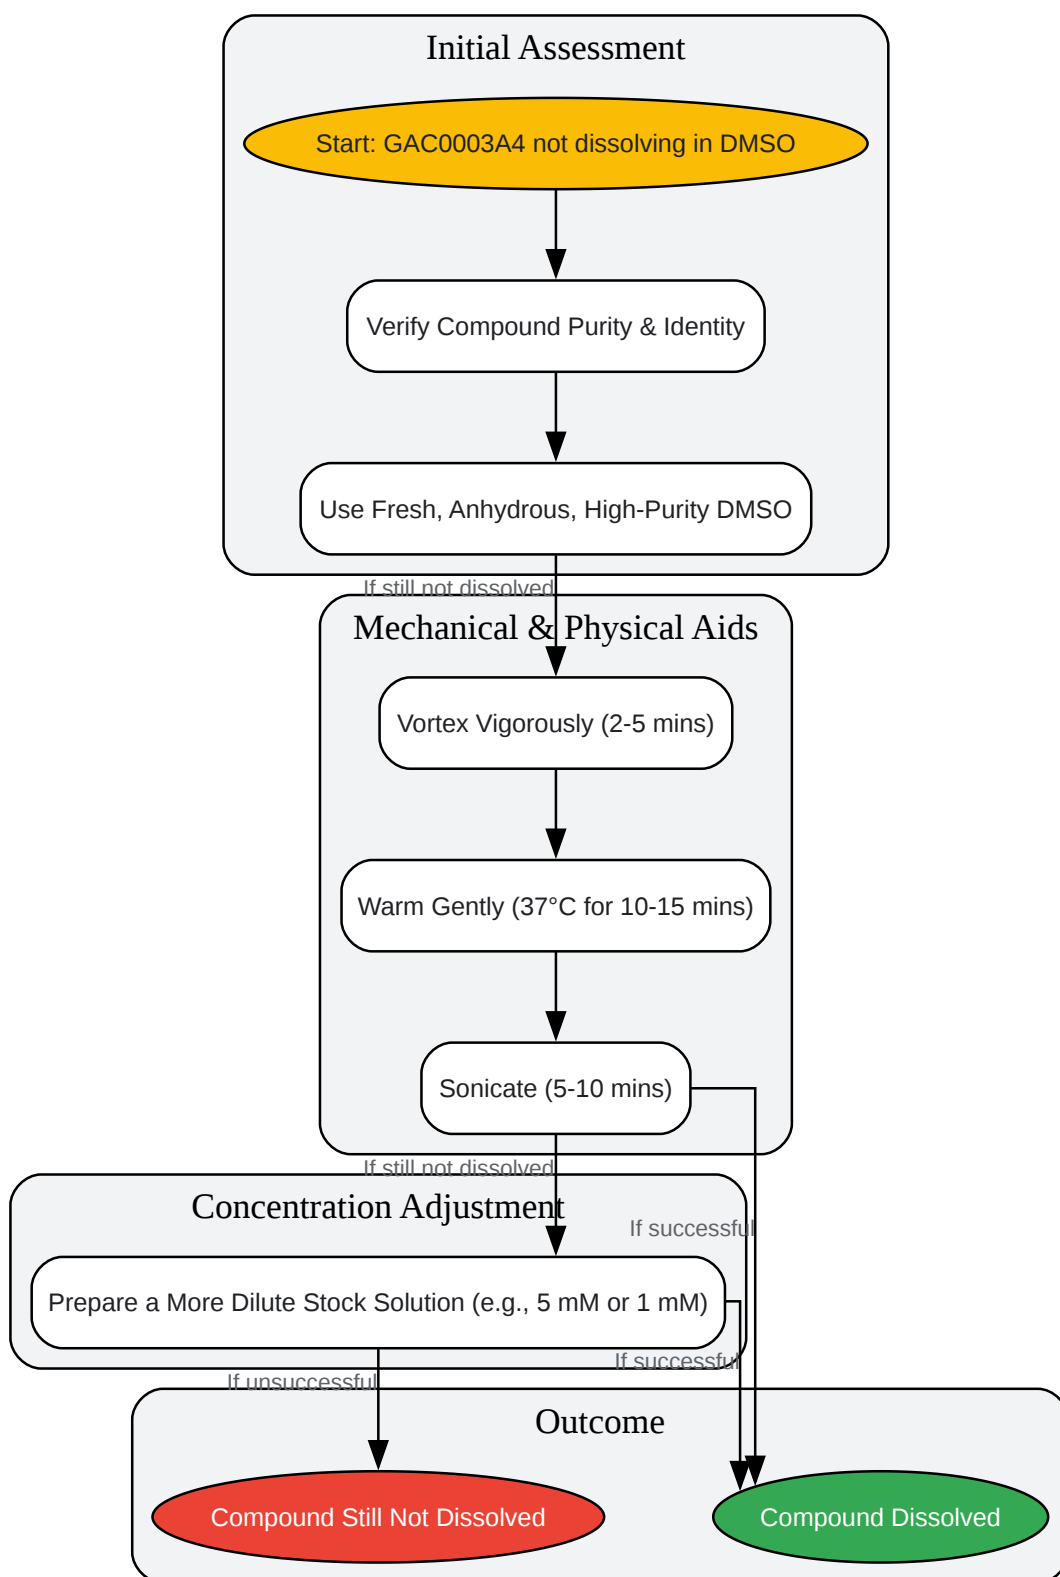 Initial Assessment
Start: GAC0003A4 not dissolving in DMSO
Verify Compound Purity & Identity
Use Fresh, Anhydrous, High-Purity DMSO
If still not dissolved
Mechanical & Physical Aids
Vortex Vigorously (2-5 mins)
Warm Gently (37°C for 10-15 mins)
Sonicate (5-10 mins)
If still not dissolved
Concentration Adjustment
If successful
Prepare a More Dilute Stock Solution (e.g., 5 mM or 1 mM)
If successful
If unsuccessful
Outcome
Compound Still Not Dissolved
Compound Dissolved